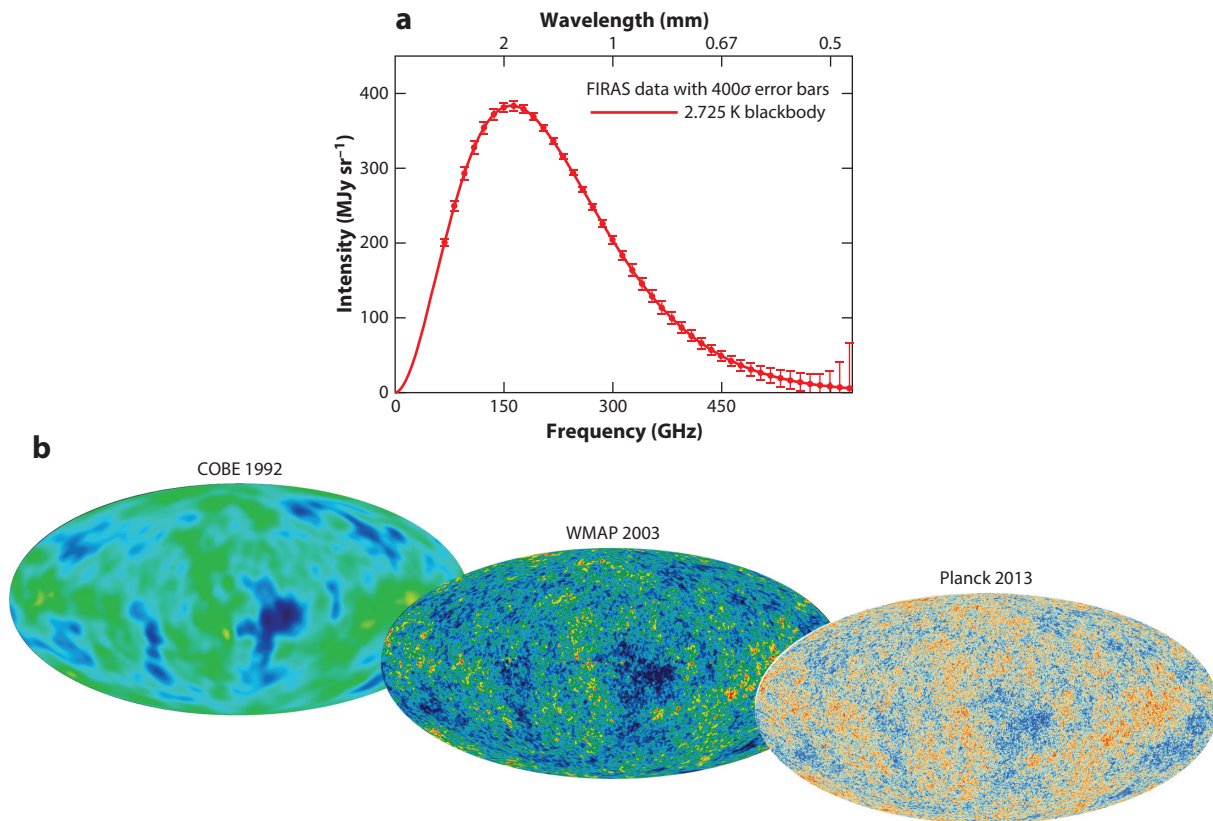 a
Wavelength (mm)
2 1 0.67 0.5
FIRAS data with 400σ error bars
2.725 K blackbody
Intensity (MJy sr⁻¹)
400
300
200
100
0
0 150 300 450
Frequency (GHz)
b
COBE 1992
WMAP 2003
Planck 2013